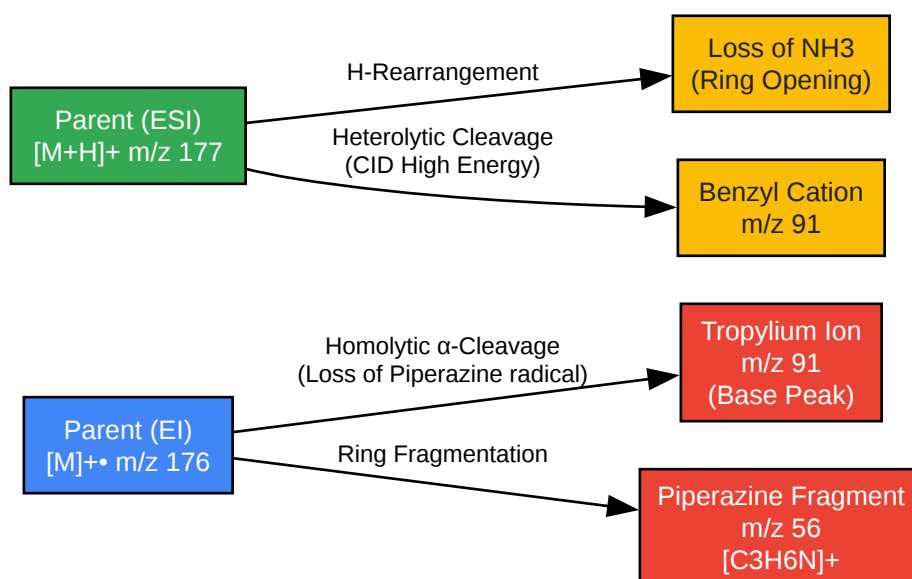 H-Rearrangement
Loss of NH3
(Ring Opening)
Parent (ESI)
[M+H]+ m/z 177
Heterolytic Cleavage
(CID High Energy)
Benzyl Cation
m/z 91
Homolytic α-Cleavage
(Loss of Piperazine radical)
Tropylium Ion
m/z 91
(Base Peak)
Parent (EI)
[M]+• m/z 176
Ring Fragmentation
Piperazine Fragment
m/z 56
[C3H6N]+